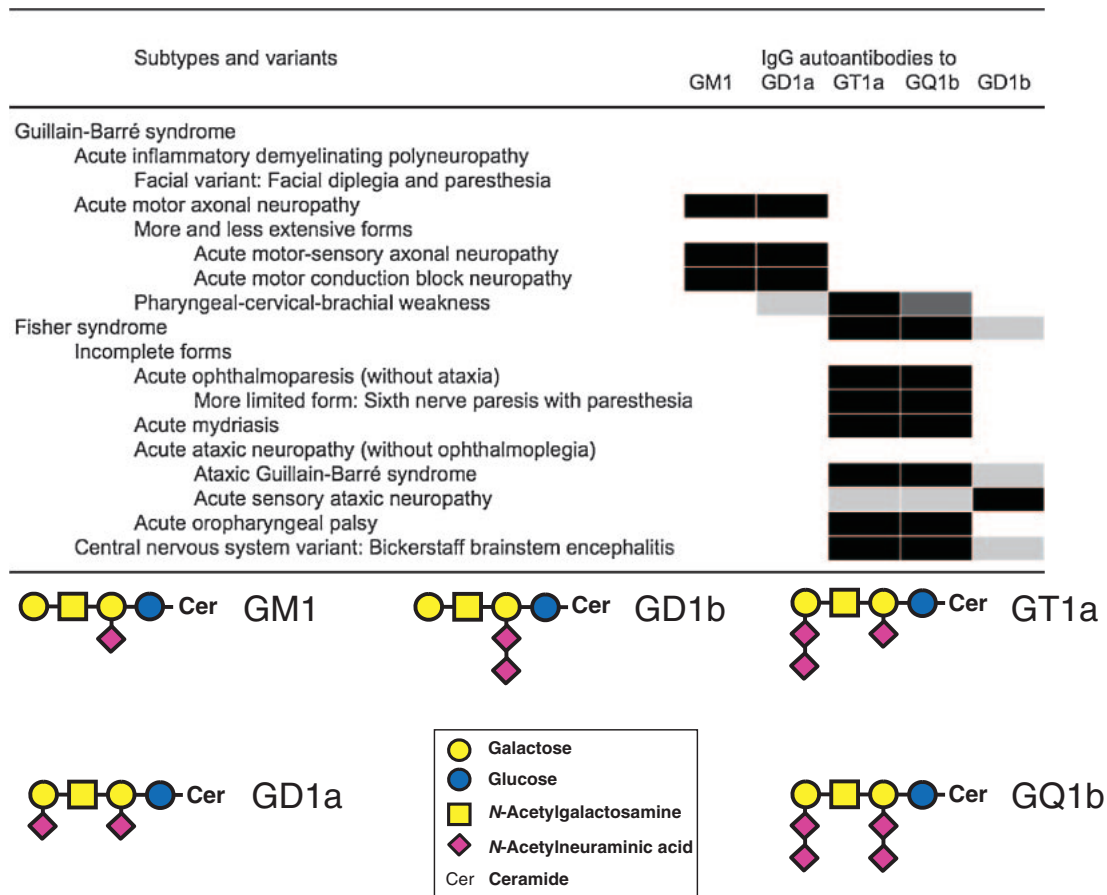 Subtypes and variants IgG autoantibodies to
GM1 GD1a GT1a GQ1b GD1b
Guillain-Barré syndrome
Acute inflammatory demyelinating polyneuropathy
Facial variant: Facial diplegia and paresthesia
Acute motor axonal neuropathy
More and less extensive forms
Acute motor-sensory axonal neuropathy
Acute motor conduction block neuropathy
Pharyngeal-cervical-brachial weakness
Fisher syndrome
Incomplete forms
Acute ophthalmoparesis (without ataxia)
More limited form: Sixth nerve paresis with paresthesia
Acute mydriasis
Acute ataxic neuropathy (without ophthalmoplegia)
Ataxic Guillain-Barré syndrome
Acute sensory ataxic neuropathy
Acute oropharyngeal palsy
Central nervous system variant: Bickerstaff brainstem encephalitis
Cer GM1
Cer GD1b
Cer GT1a
Cer GD1a
Galactose
Glucose
N-Acetylgalactosamine
N-Acetylneuraminic acid
Cer Ceramide
Cer GQ1b